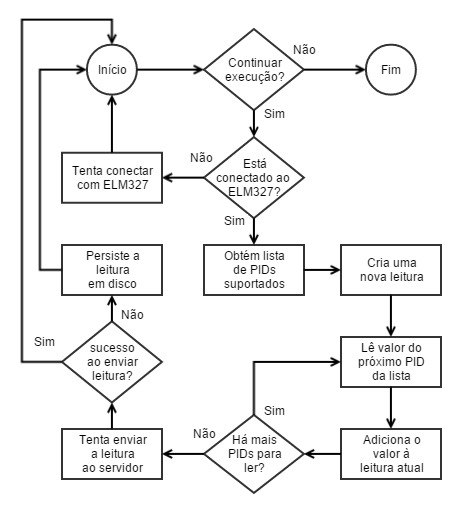 Início
Continuar
execução?
Não
Fim
Sim
Tenta conectar
com ELM327
Não
Está
conectado ao
ELM327?
Sim
Persiste a
leitura
em disco
Obtém lista
de PIDs
suportados
Cria uma
nova leitura
Não
Sim
sucesso
ao enviar
leitura?
Lê valor do
próximo PID
da lista
Sim
Tenta enviar
a leitura
ao servidor
Não
Há mais
PIDs para
ler?
Adiciona o
valor à
leitura atual